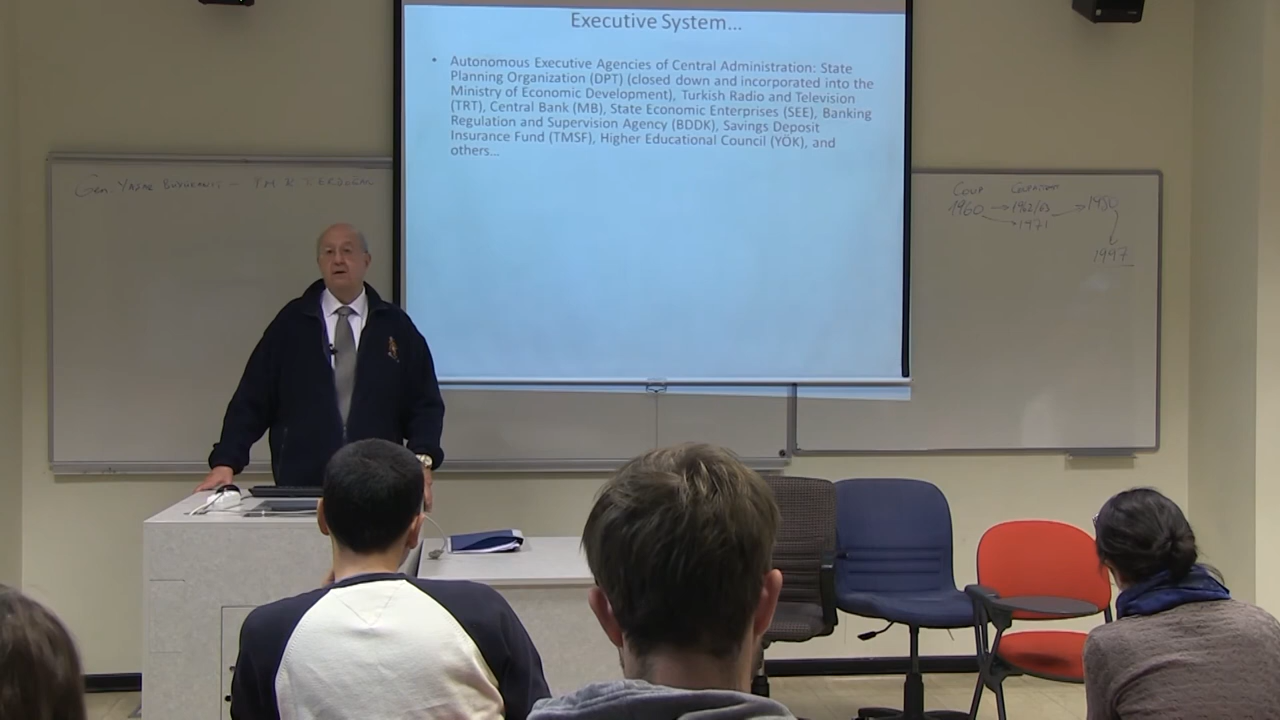 Executive System...
• Autonomous Executive Agencies of Central Administration: State
Planning Organization (DPT) (closed down and incorporated into the
Ministry of Economic Development), Turkish Radio and Television
(TRT), Central Bank (MB), State Economic Enterprises (SEE), Banking
Regulation and Supervision Agency (BDDK), Savings Deposit
Insurance Fund (TMSF), Higher Educational Council (YÖK), and
others...
Gen. YAŞAR BÜYÜKANIT — P.M. R T ERDOĞAN
Coup
1960 → 1962/63 → 1980
→ 1971
1997